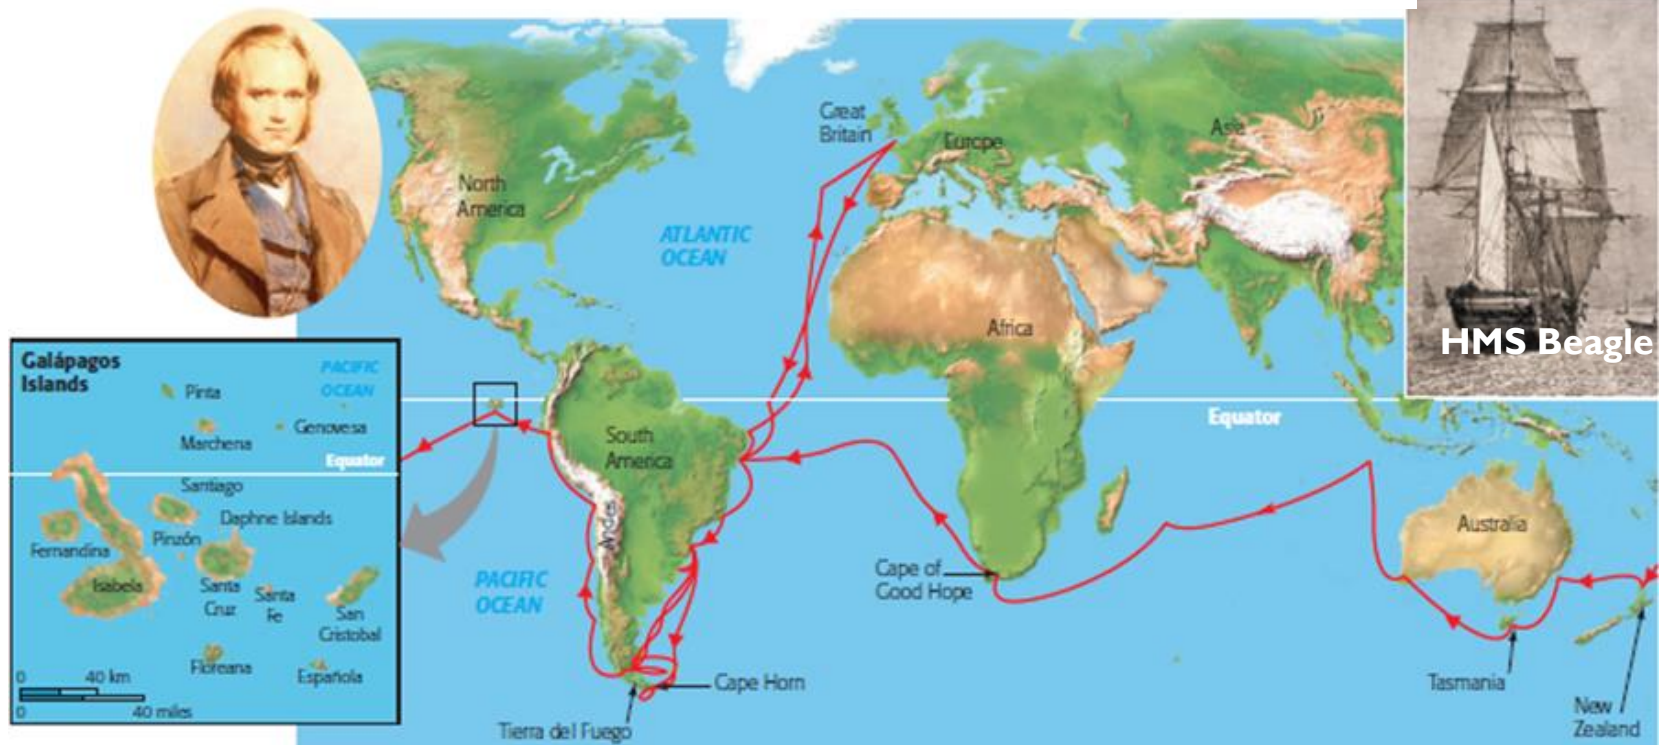 Great
Britain
Europe
Asia
North
America
ATLANTIC
OCEAN
Africa
HMS Beagle
Equator
South
America
Andes
PACIFIC
OCEAN
Cape of
Good Hope
Australia
Cape Horn
Tierra del Fuego
Tasmania
New
Zealand
Galápagos
Islands
PACIFIC
OCEAN
Pinta
Marchena
Genovesa
Equator
Santiago
Daphne Islands
Fernandina
Pinzón
Isabela
Santa
Cruz
Santa
Fe
San
Cristobal
Floreana
Española
0 40 km
0 40 miles